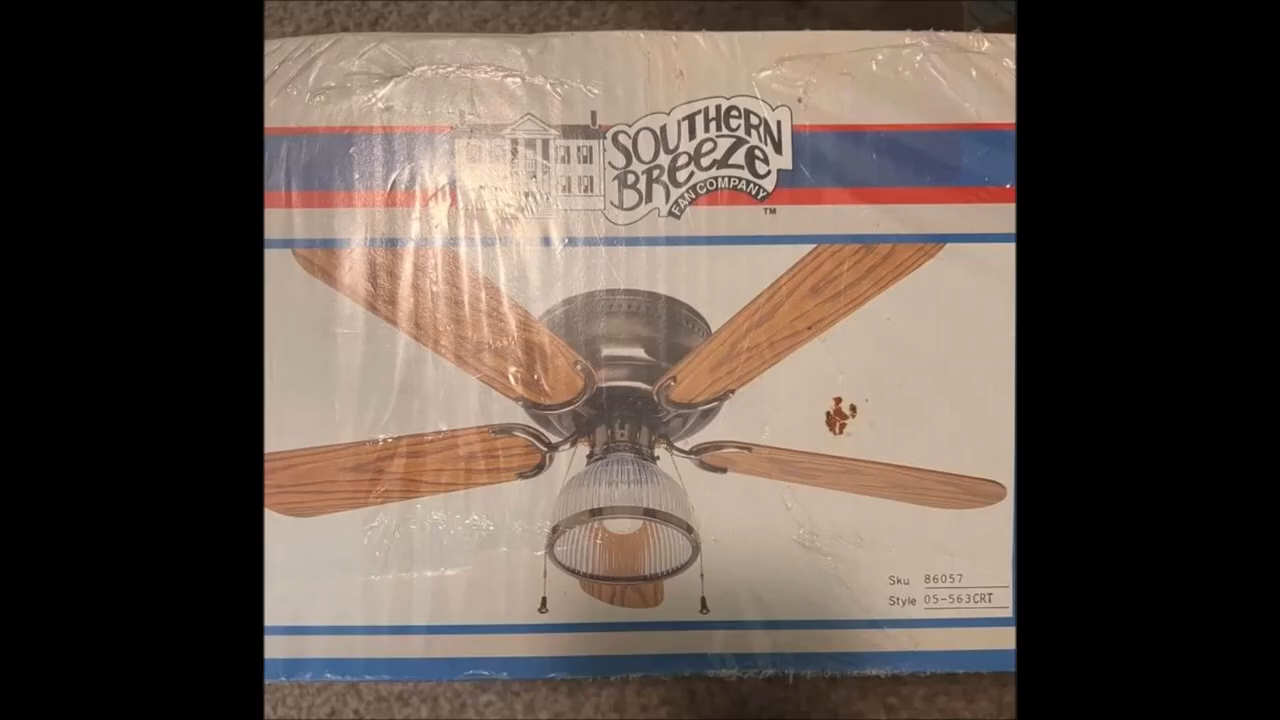 SOUTHERN
BREEZE
FAN COMPANY
TM
Sku 86057
Style 05-563CRT